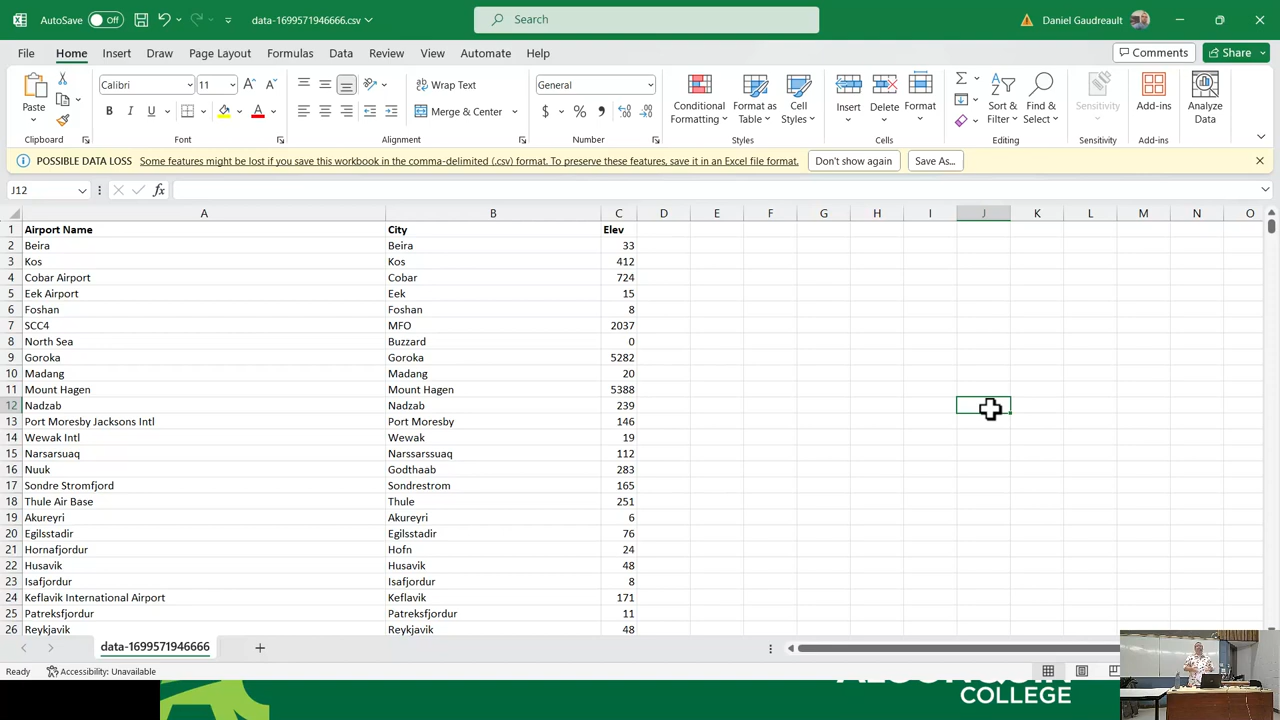 AutoSave Off data-1699571946666.csv Search Daniel Gaudreault
File Home Insert Draw Page Layout Formulas Data Review View Automate Help Comments Share
Paste Calibri 11 Wrap Text General Conditional Formatting Format as Table Cell Styles Insert Delete Format Sort & Filter Find & Select Sensitivity Add-ins Analyze Data
B I U A Merge & Center $ % 9
Clipboard Font Alignment Number Styles Cells Editing Sensitivity Add-ins
POSSIBLE DATA LOSS Some features might be lost if you save this workbook in the comma-delimited (.csv) format. To preserve these features, save it in an Excel file format. Don't show again Save As...
J12 fx
A B C D E F G H I J K L M N O
1 Airport Name City Elev
2 Beira Beira 33
3 Kos Kos 412
4 Cobar Airport Cobar 724
5 Eek Airport Eek 15
6 Foshan Foshan 8
7 SCC4 MFO 2037
8 North Sea Buzzard 0
9 Goroka Goroka 5282
10 Madang Madang 20
11 Mount Hagen Mount Hagen 5388
12 Nadzab Nadzab 239
13 Port Moresby Jacksons Intl Port Moresby 146
14 Wewak Intl Wewak 19
15 Narsarsuaq Narssarssuaq 112
16 Nuuk Godthaab 283
17 Sondre Stromfjord Sondrestrom 165
18 Thule Air Base Thule 251
19 Akureyri Akureyri 6
20 Egilsstadir Egilsstadir 76
21 Hornafjordur Hofn 24
22 Husavik Husavik 48
23 Isafjordur Isafjordur 8
24 Keflavik International Airport Keflavik 171
25 Patreksfjordur Patreksfjordur 11
26 Reykjavik Reykjavik 48
data-1699571946666
Ready Accessibility: Unavailable
COLLEGE